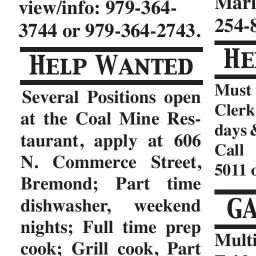 view/info: 979-364-
3744 or 979-364-2743.
HELP WANTED
Several Positions open
at the Coal Mine Res-
taurant, apply at 606
N. Commerce Street,
Bremond; Part time
dishwasher, weekend
nights; Full time prep
cook; Grill cook, Part
254-
Must
Clerk
days &
Call
5011
Multi